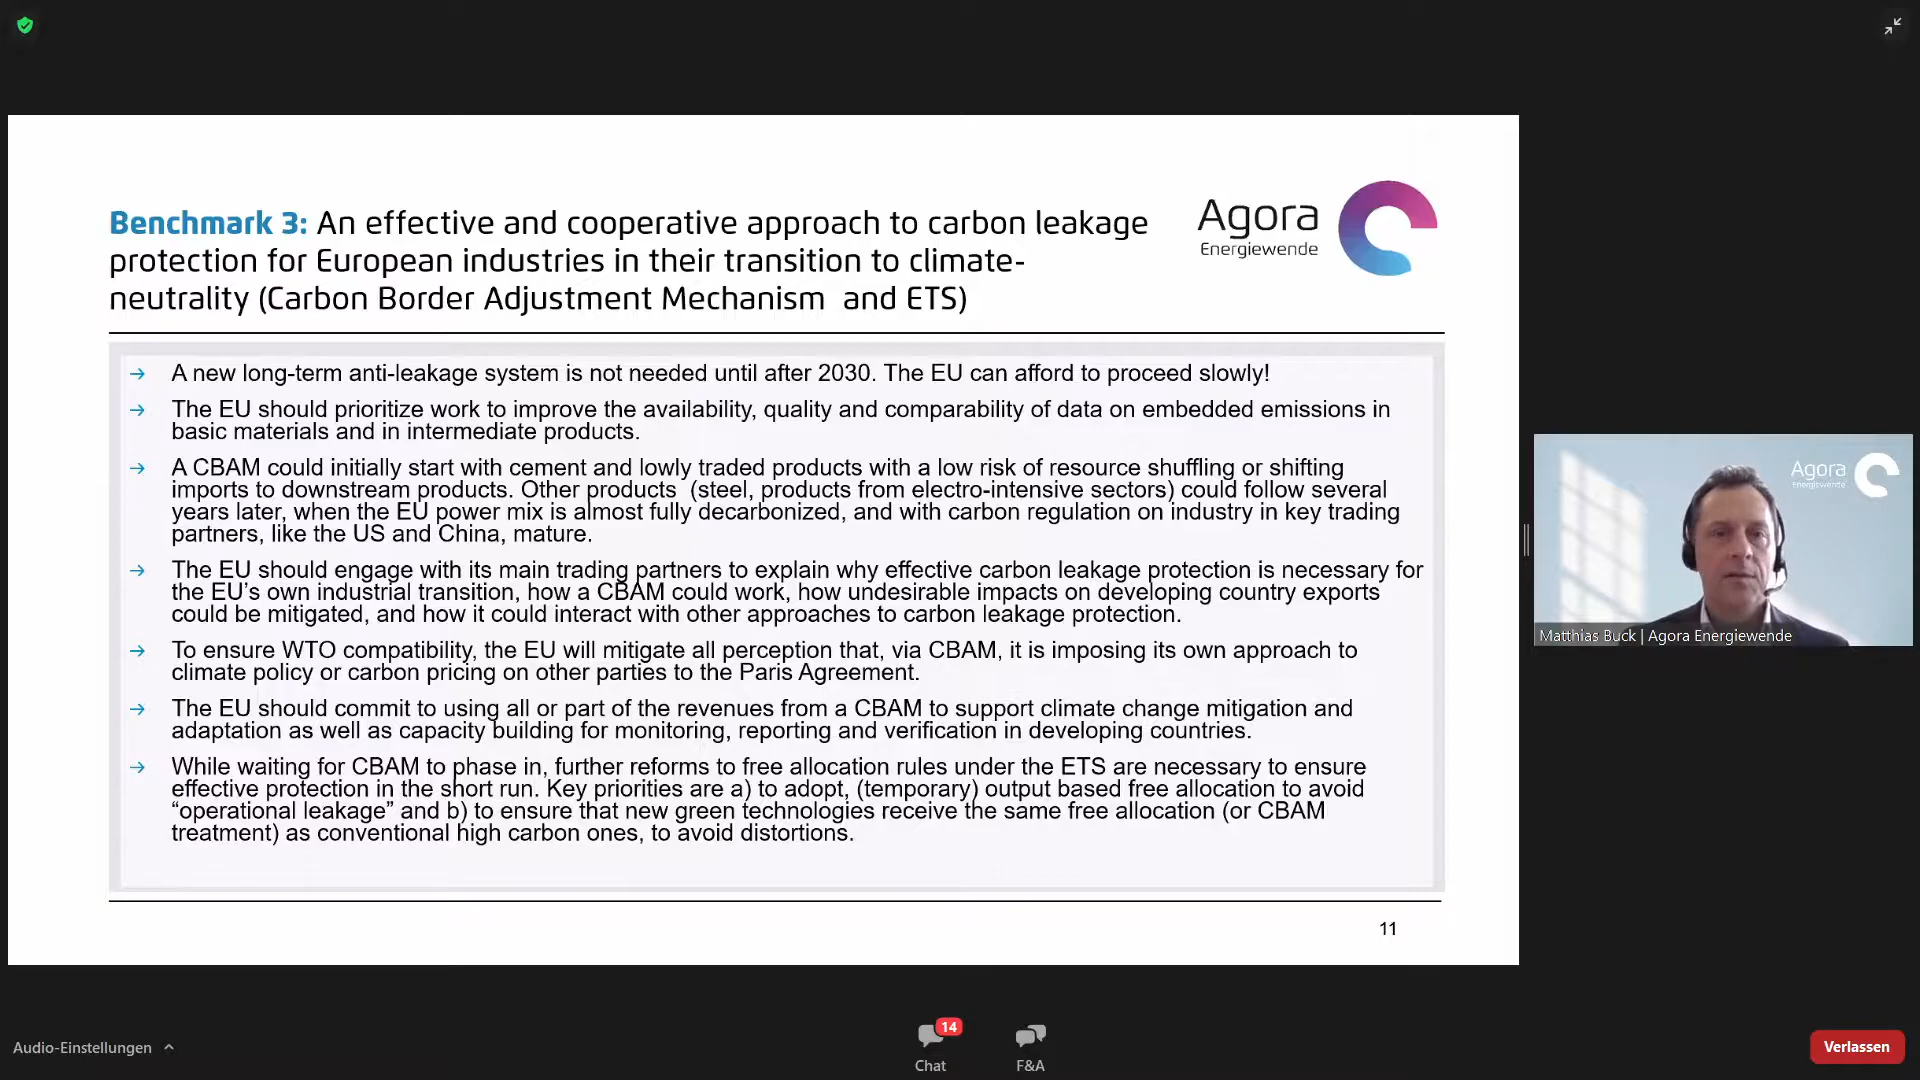 Benchmark 3: An effective and cooperative approach to carbon leakage
protection for European industries in their transition to climate-
neutrality (Carbon Border Adjustment Mechanism  and ETS)
Agora
Energiewende
→ A new long-term anti-leakage system is not needed until after 2030. The EU can afford to proceed slowly!
→ The EU should prioritize work to improve the availability, quality and comparability of data on embedded emissions in
basic materials and in intermediate products.
→ A CBAM could initially start with cement and lowly traded products with a low risk of resource shuffling or shifting
imports to downstream products. Other products  (steel, products from electro-intensive sectors) could follow several
years later, when the EU power mix is almost fully decarbonized, and with carbon regulation on industry in key trading
partners, like the US and China, mature.
→ The EU should engage with its main trading partners to explain why effective carbon leakage protection is necessary for
the EU’s own industrial transition, how a CBAM could work, how undesirable impacts on developing country exports
could be mitigated, and how it could interact with other approaches to carbon leakage protection.
→ To ensure WTO compatibility, the EU will mitigate all perception that, via CBAM, it is imposing its own approach to
climate policy or carbon pricing on other parties to the Paris Agreement.
→ The EU should commit to using all or part of the revenues from a CBAM to support climate change mitigation and
adaptation as well as capacity building for monitoring, reporting and verification in developing countries.
→ While waiting for CBAM to phase in, further reforms to free allocation rules under the ETS are necessary to ensure
effective protection in the short run. Key priorities are a) to adopt, (temporary) output based free allocation to avoid
“operational leakage” and b) to ensure that new green technologies receive the same free allocation (or CBAM
treatment) as conventional high carbon ones, to avoid distortions.
11
Agora
Energiewende
Matthias Buck | Agora Energiewende
Audio-Einstellungen
14
Chat
F&A
Verlassen